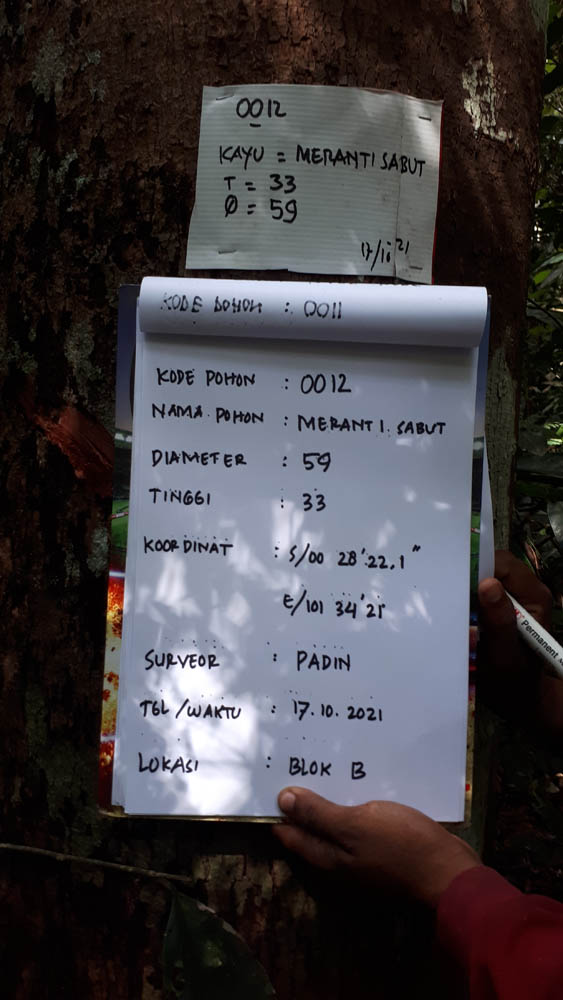 0012
KAYU = MERANTI SABUT
T = 33
Ø = 59
17/10 21
KODE POHON : 0011
KODE POHON : 0012
NAMA POHON : MERANTI SABUT
DIAMETER : 59
TINGGI : 33
KOORDINAT : S/00 28'22.1"
E/101 34'21
SURVEOR : PADIN
TGL/WAKTU : 17.10.2021
LOKASI : BLOK B
Permanent